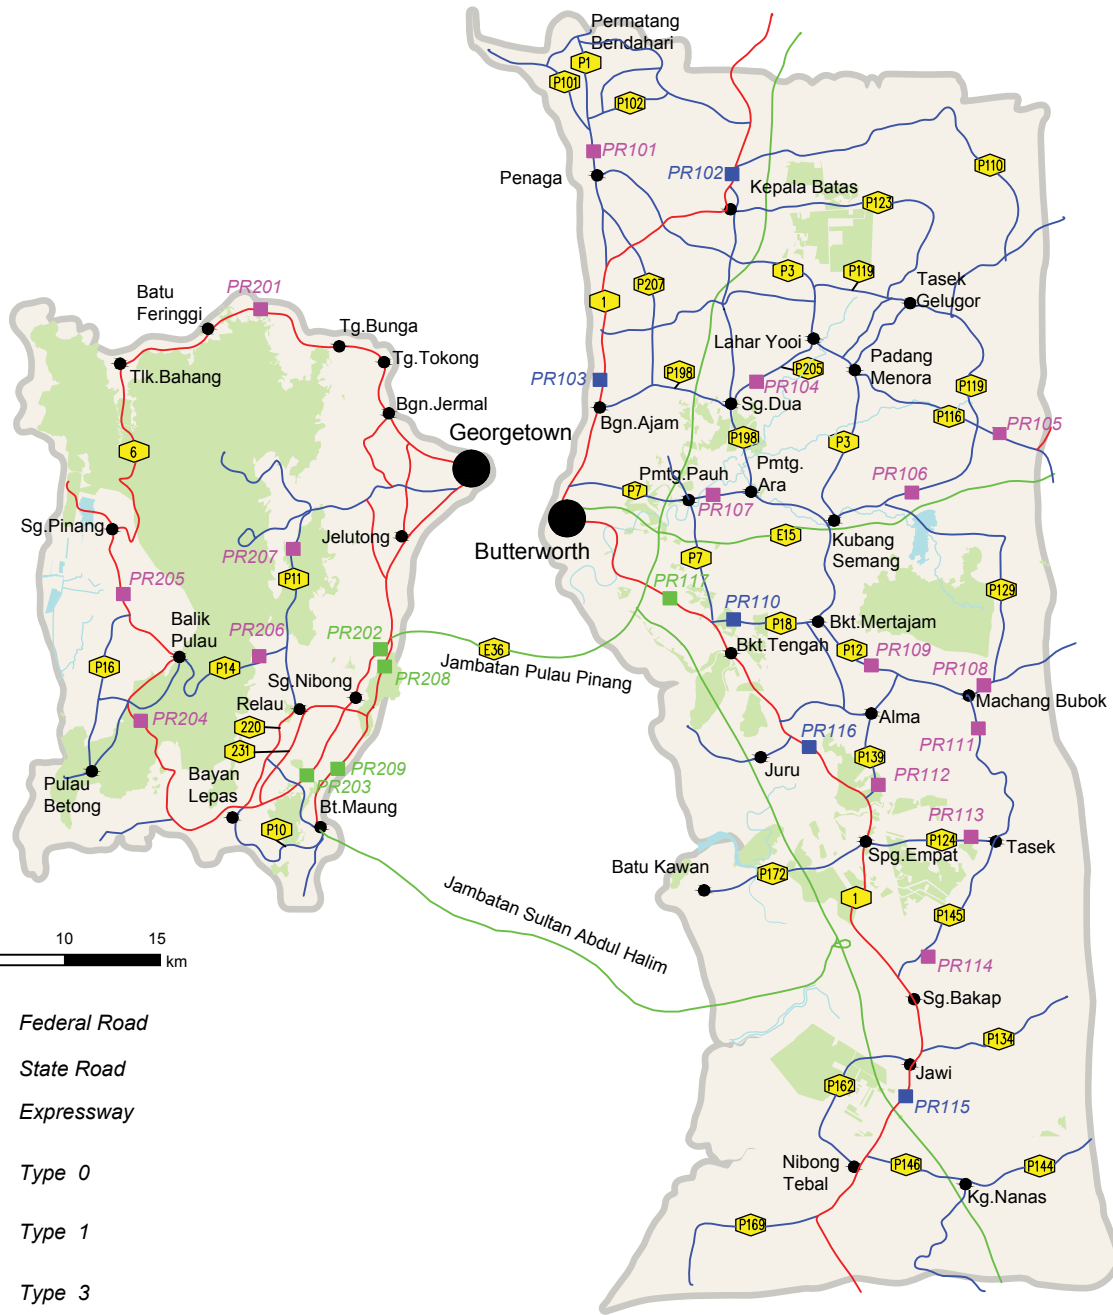 Permatang
Bendahari
P1
P101
P102
PR101
PR102
P110
Penaga
Kepala Batas
P123
P3
P119
P207
1
Tasek
Gelugor
PR201
Batu
Feringgi
Tg.Bunga
Tg.Tokong
Tlk.Bahang
Lahar Yooi
P205
PR104
Padang
Menora
P198
PR103
P119
Bgn.Jermal
Bgn.Ajam
Sg.Dua
P116
PR105
Georgetown
6
P198
P3
Pmtg.Pauh
Pmtg.
Ara
P7
PR107
PR106
Sg.Pinang
Jelutong
Butterworth
E15
Kubang
Semang
PR207
P7
P11
PR205
PR117
P129
PR110
P18
Bkt.Mertajam
Balik
Pulau
PR206
PR202
E36
Jambatan Pulau Pinang
Bkt.Tengah
P12
PR109
P16
P14
PR208
PR108
Sg.Nibong
Machang Bubok
Relau
PR204
220
Alma
PR111
231
PR116
P139
Bayan
Lepas
PR209
PR203
Juru
PR112
Pulau
Betong
Bt.Maung
P10
PR113
P124
Spg.Empat
Tasek
Batu Kawan
P172
1
P145
Jambatan Sultan Abdul Halim
10
15
km
PR114
Sg.Bakap
Federal Road
P134
State Road
Jawi
P162
Expressway
PR115
Nibong
Tebal
P146
P144
Type 0
Kg.Nanas
P169
Type 1
Type 3